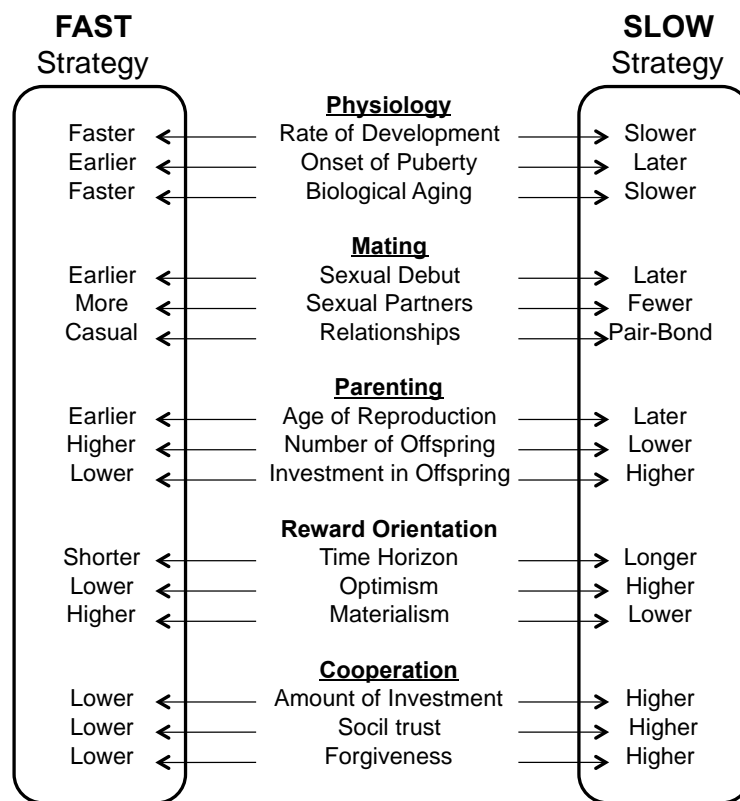 FAST SLOW
Strategy Strategy
Physiology
Faster Rate of Development Slower
Earlier Onset of Puberty Later
Faster Biological Aging Slower
Mating
Earlier Sexual Debut Later
More Sexual Partners Fewer
Casual Relationships Pair-Bond
Parenting
Earlier Age of Reproduction Later
Higher Number of Offspring Lower
Lower Investment in Offspring Higher
Reward Orientation
Shorter Time Horizon Longer
Lower Optimism Higher
Higher Materialism Lower
Cooperation
Lower Amount of Investment Higher
Lower Socil trust Higher
Lower Forgiveness Higher